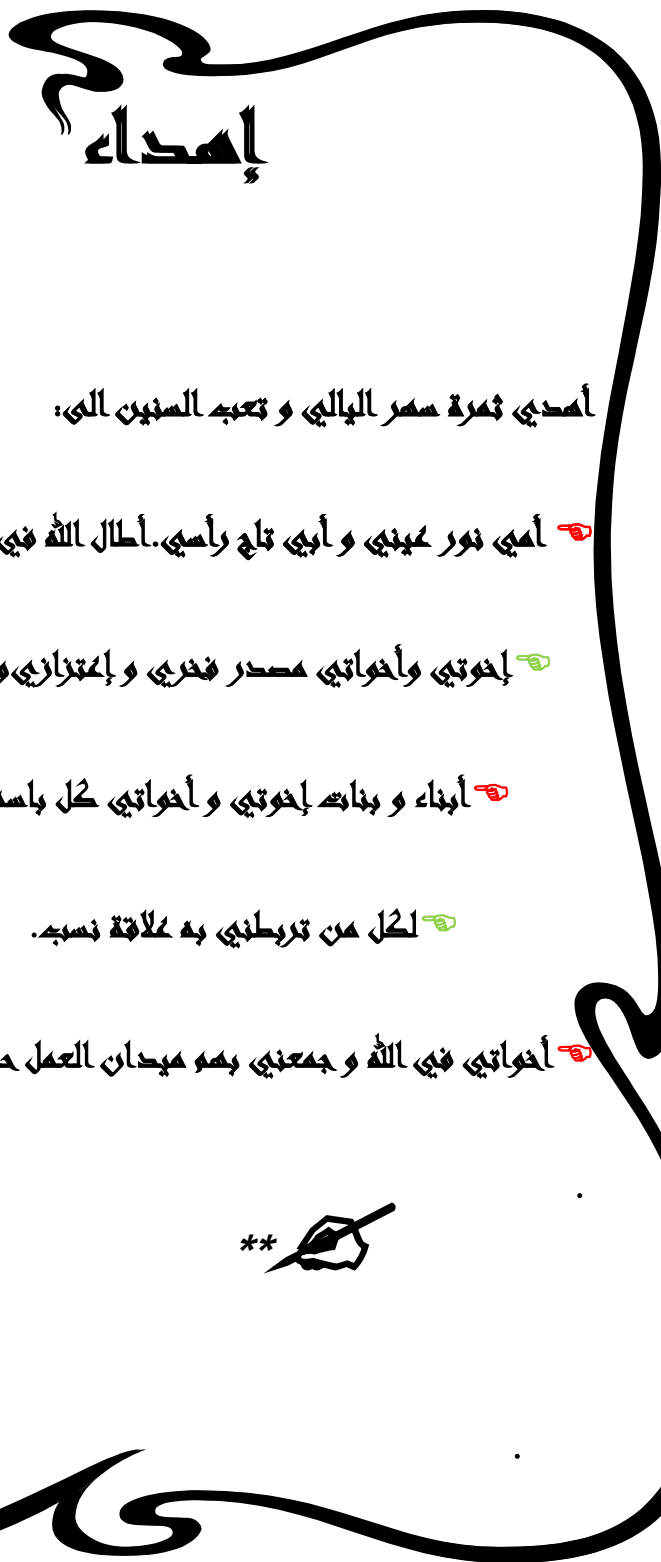 إهداء
أهدي ثمرة سهر اليالي و تعب السنين الى:
أمي نور عيني و أبي تاج رأسي.أطال الله في
إخوتي وأخواتي مصدر فخري و إعتزازي و
أبناء و بنات إخوتي و أخواتي كل باسم
لكل من تربطني به علاقة نسب.
أخواتي في الله و جمعني بهم ميدان العمل
.
**
.